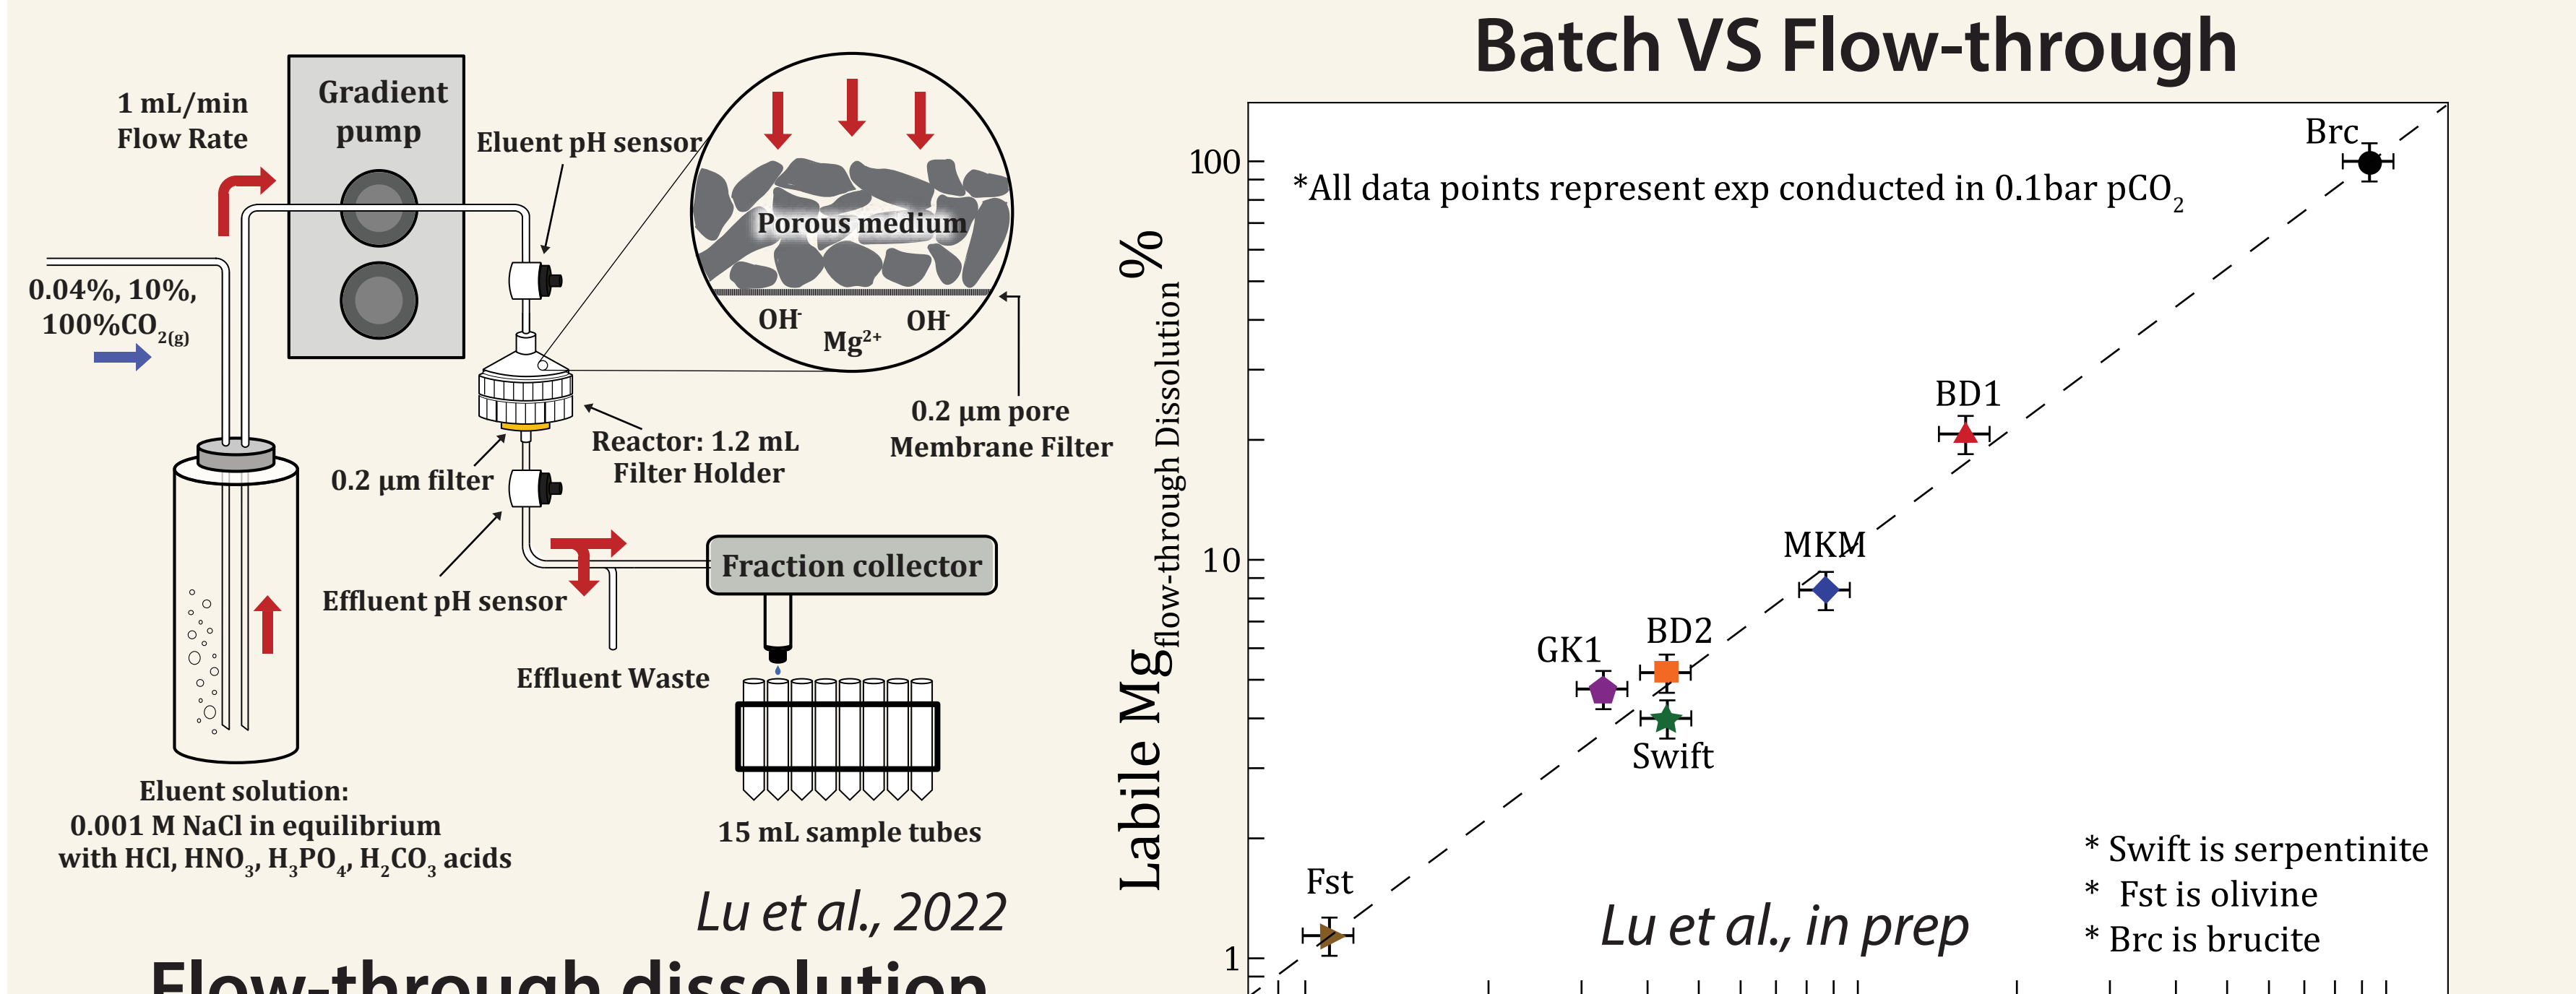 1 mL/min
Flow Rate
Gradient
pump
Eluent pH sensor
0.04%, 10%,
100%CO2(g)
Porous medium
OH-
Mg2+
OH-
0.2 µm pore
Membrane Filter
Reactor: 1.2 mL
Filter Holder
0.2 µm filter
Effluent pH sensor
Fraction collector
Effluent Waste
15 mL sample tubes
Eluent solution:
0.001 M NaCl in equilibrium
with HCl, HNO3, H3PO4, H2CO3 acids
Lu et al., 2022
Flow-through dissolution
Batch VS Flow-through
Labile Mg flow-through Dissolution %
100
10
1
*All data points represent exp conducted in 0.1bar pCO2
Brc
BD1
MKM
BD2
GK1
Swift
Fst
Lu et al., in prep
* Swift is serpentinite
* Fst is olivine
* Brc is brucite